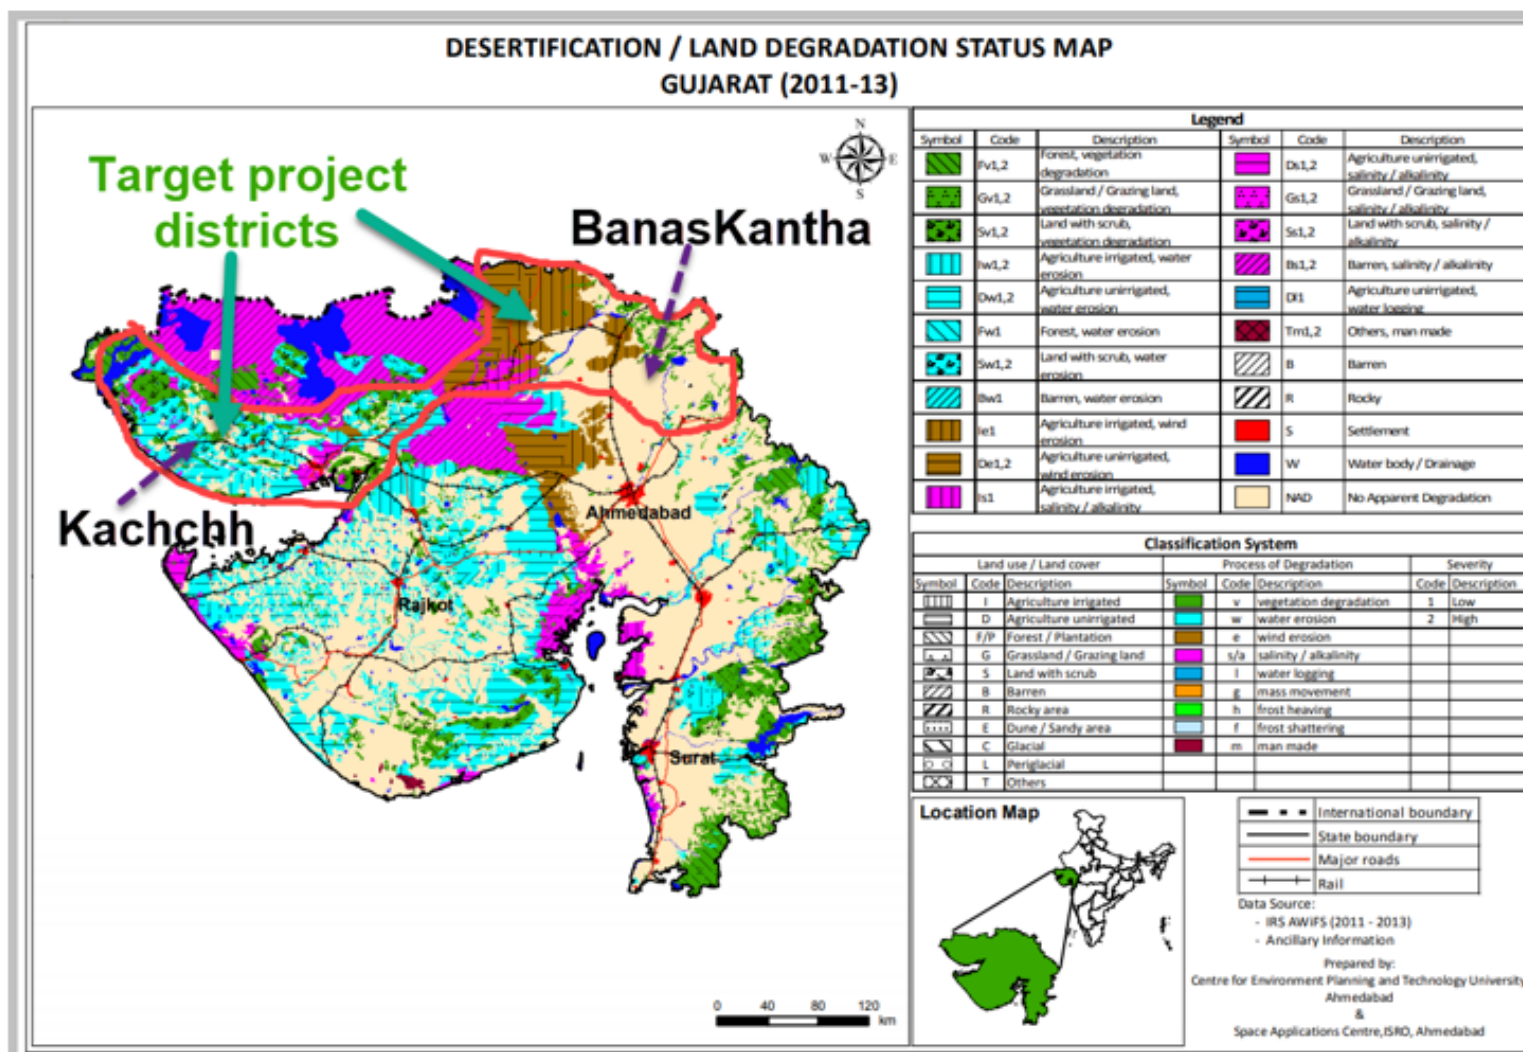 DESERTIFICATION / LAND DEGRADATION STATUS MAP
GUJARAT (2011-13)
Target project
districts
BanasKantha
Kachchh
Ahmedabad
Rajkot
Surat
N
W E
S
0 40 80 120
km
Legend
Symbol Code Description Symbol Code Description
Fv1,2 Forest, vegetation degradation Ds1,2 Agriculture unirrigated, salinity / alkalinity
Gv1,2 Grassland / Grazing land, vegetation degradation Gs1,2 Grassland / Grazing land, salinity / alkalinity
Sv1,2 Land with scrub, vegetation degradation Ss1,2 Land with scrub, salinity / alkalinity
Iw1,2 Agriculture irrigated, water erosion Bs1,2 Barren, salinity / alkalinity
Dw1,2 Agriculture unirrigated, water erosion Dl1 Agriculture unirrigated, water logging
Fw1 Forest, water erosion Tm1,2 Others, man made
Sw1,2 Land with scrub, water erosion B Barren
Bw1 Barren, water erosion R Rocky
Ie1 Agriculture irrigated, wind erosion S Settlement
De1,2 Agriculture unirrigated, wind erosion W Water body / Drainage
Is1 Agriculture irrigated, salinity / alkalinity NAD No Apparent Degradation
Classification System
Land use / Land cover Process of Degradation Severity
Symbol Code Description Symbol Code Description Code Description
I Agriculture irrigated v vegetation degradation 1 Low
D Agriculture unirrigated w water erosion 2 High
F/P Forest / Plantation e wind erosion
G Grassland / Grazing land s/a salinity / alkalinity
S Land with scrub l water logging
B Barren g mass movement
R Rocky area h frost heaving
E Dune / Sandy area f frost shattering
C Glacial m man made
L Periglacial
T Others
Location Map
International boundary
State boundary
Major roads
Rail
Data Source:
- IRS AWiFS (2011 - 2013)
- Ancillary Information
Prepared by:
Centre for Environment Planning and Technology University
Ahmedabad
&
Space Applications Centre,ISRO, Ahmedabad